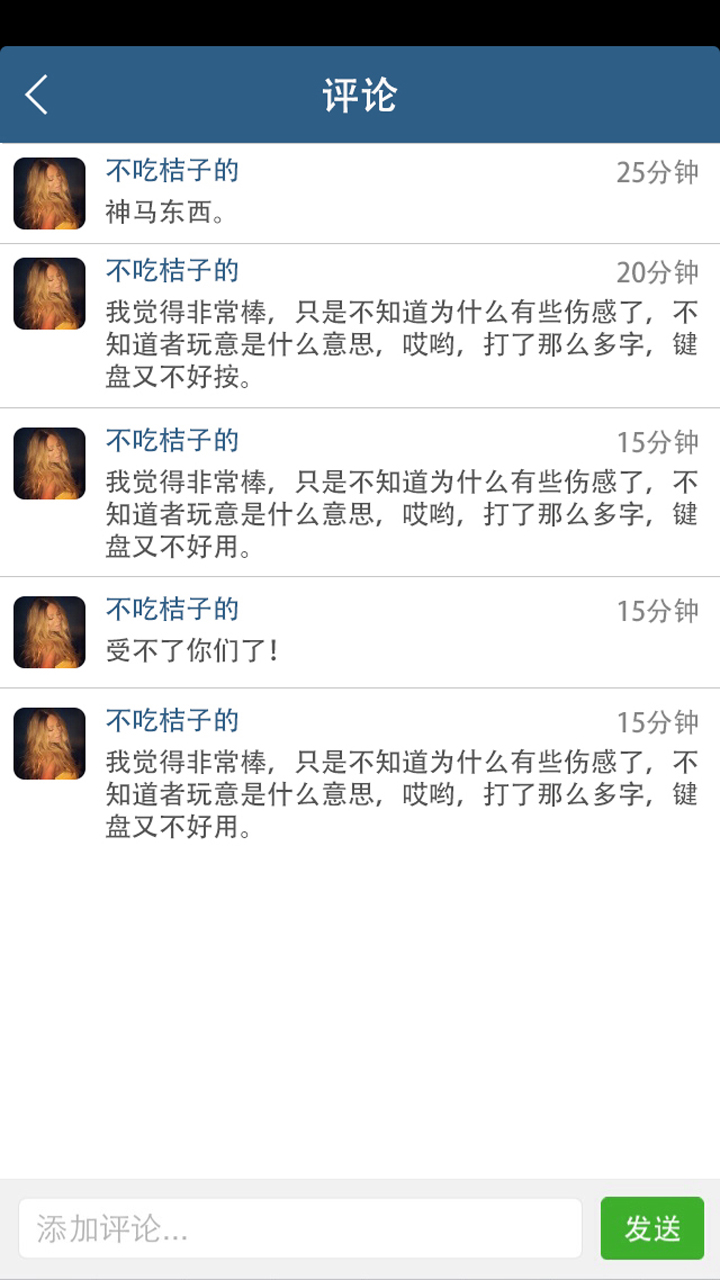 评论
不吃桔子的
25分钟
神马东西。
不吃桔子的
20分钟
我觉得非常棒，只是不知道为什么有些伤感了，不
知道者玩意是什么意思，哎哟，打了那么多字，键
盘又不好按。
不吃桔子的
15分钟
我觉得非常棒，只是不知道为什么有些伤感了，不
知道者玩意是什么意思，哎哟，打了那么多字，键
盘又不好用。
不吃桔子的
15分钟
受不了你们了！
不吃桔子的
15分钟
我觉得非常棒，只是不知道为什么有些伤感了，不
知道者玩意是什么意思，哎哟，打了那么多字，键
盘又不好用。
添加评论...
发送